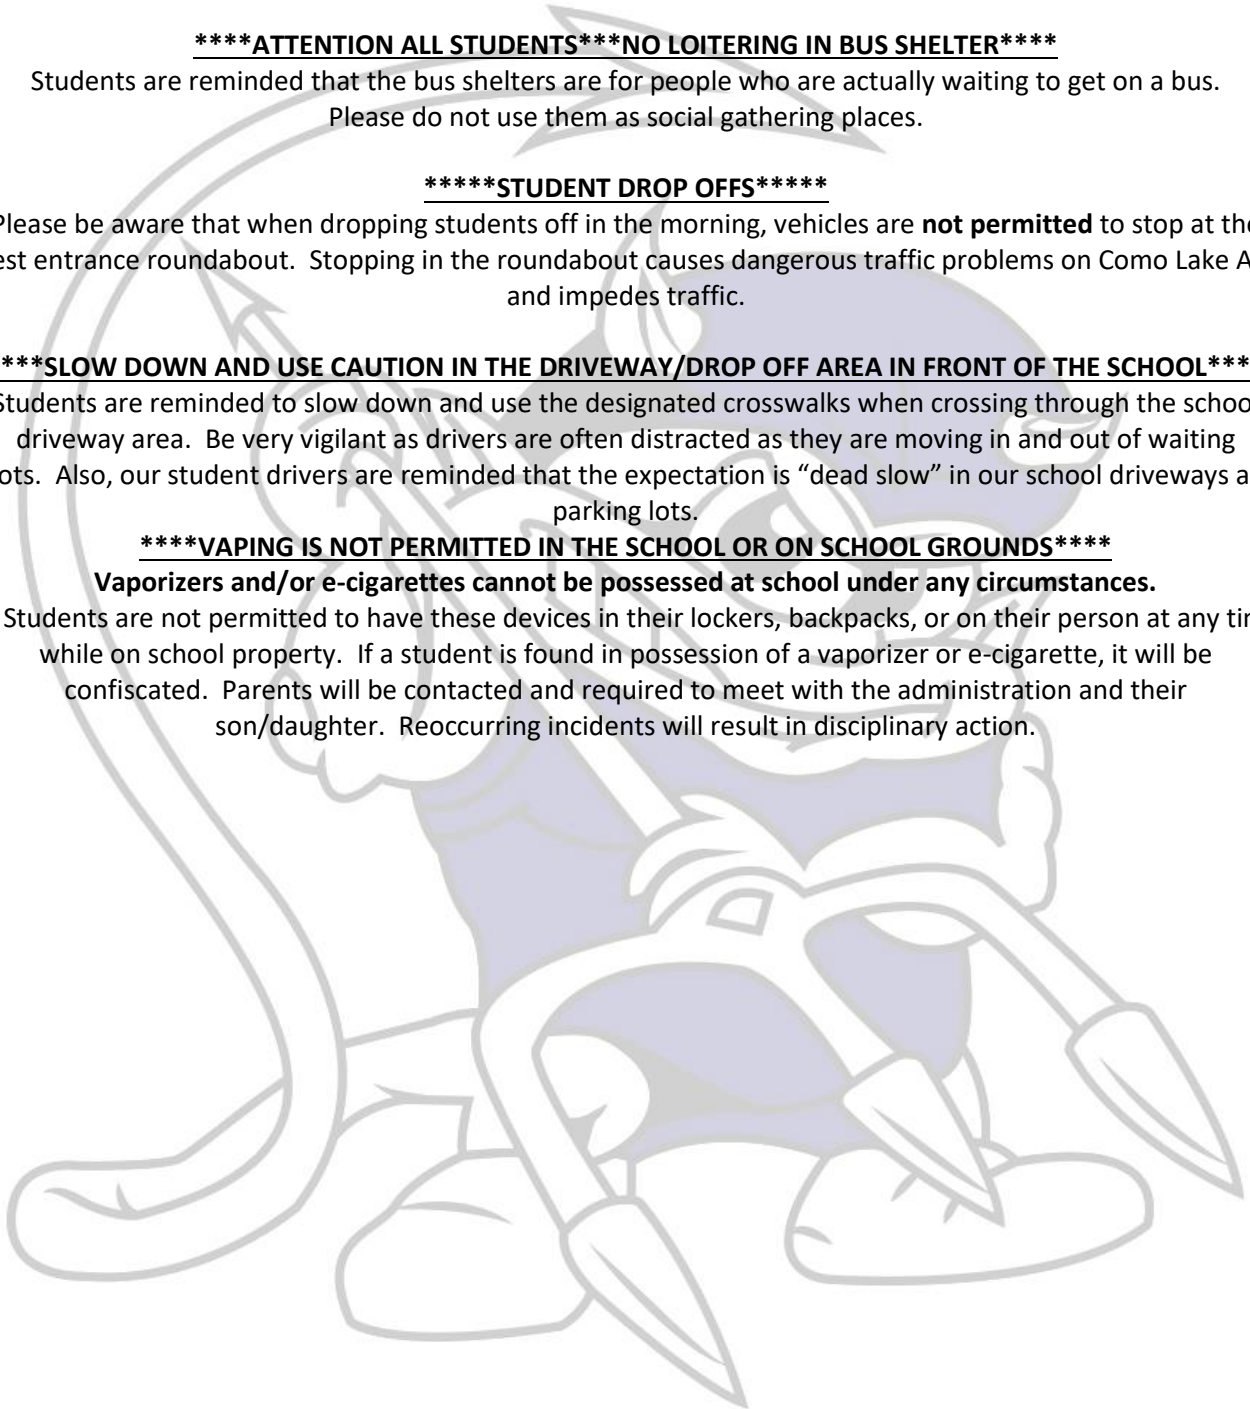 ****ATTENTION ALL STUDENTS***NO LOITERING IN BUS SHELTER****
Students are reminded that the bus shelters are for people who are actually waiting to get on a bus.
Please do not use them as social gathering places.
*****STUDENT DROP OFFS*****
Please be aware that when dropping students off in the morning, vehicles are not permitted to stop at the
est entrance roundabout. Stopping in the roundabout causes dangerous traffic problems on Como Lake A
and impedes traffic.
***SLOW DOWN AND USE CAUTION IN THE DRIVEWAY/DROP OFF AREA IN FRONT OF THE SCHOOL***
Students are reminded to slow down and use the designated crosswalks when crossing through the schoo
driveway area. Be very vigilant as drivers are often distracted as they are moving in and out of waiting
ots. Also, our student drivers are reminded that the expectation is “dead slow” in our school driveways a
parking lots.
****VAPING IS NOT PERMITTED IN THE SCHOOL OR ON SCHOOL GROUNDS****
Vaporizers and/or e-cigarettes cannot be possessed at school under any circumstances.
Students are not permitted to have these devices in their lockers, backpacks, or on their person at any tin
while on school property. If a student is found in possession of a vaporizer or e-cigarette, it will be
confiscated. Parents will be contacted and required to meet with the administration and their
son/daughter. Reoccurring incidents will result in disciplinary action.